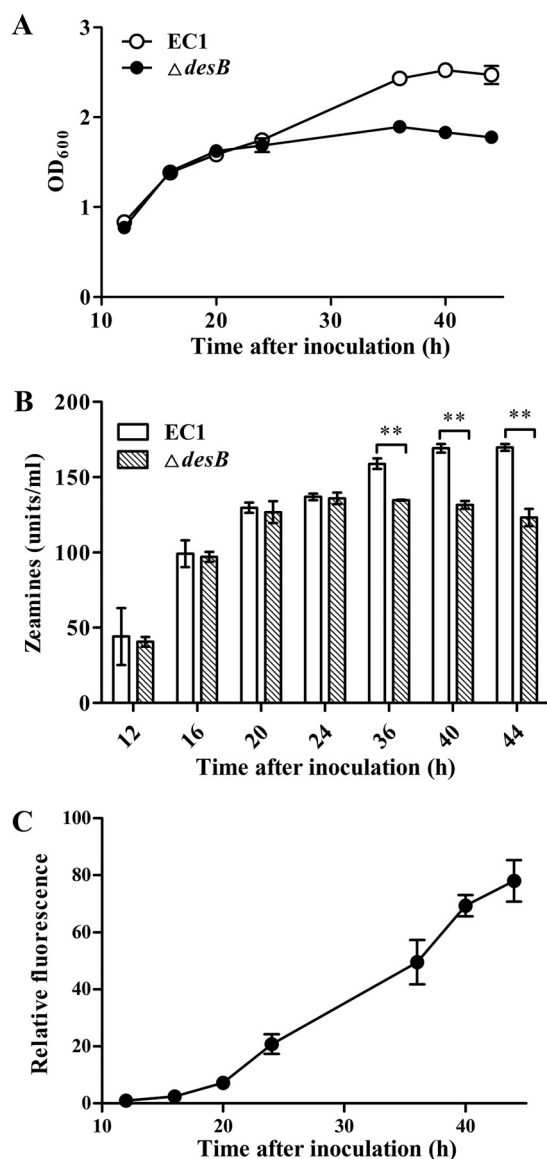 A
EC1
△desB
3
2
1
0
OD600
10 20 30 40
Time after inoculation (h)
B
EC1
△desB
** ** **
200
150
100
50
0
Zeamines (units/ml)
12 16 20 24 36 40 44
Time after inoculation (h)
C
100
80
60
40
20
0
Relative fluorescence
10 20 30 40
Time after inoculation (h)